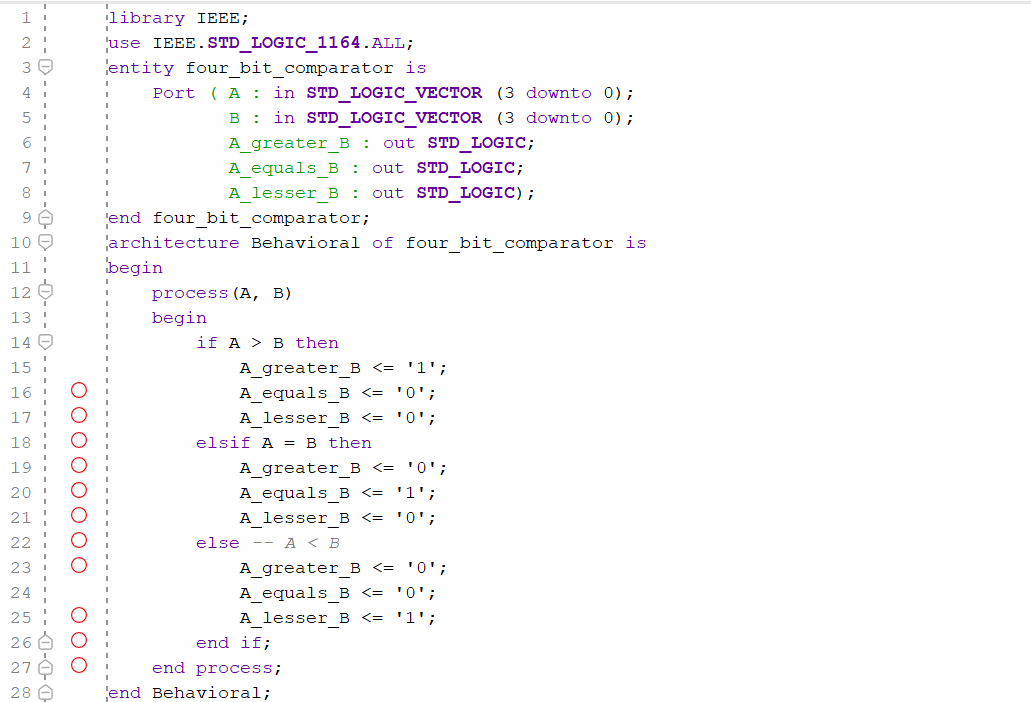 1 library IEEE;
2 use IEEE.STD_LOGIC_1164.ALL;
3 entity four_bit_comparator is
4 Port ( A : in STD_LOGIC_VECTOR (3 downto 0);
5 B : in STD_LOGIC_VECTOR (3 downto 0);
6 A_greater_B : out STD_LOGIC;
7 A_equals_B : out STD_LOGIC;
8 A_lesser_B : out STD_LOGIC);
9 end four_bit_comparator;
10 architecture Behavioral of four_bit_comparator is
11 begin
12 process(A, B)
13 begin
14 if A > B then
15 A_greater_B <= '1';
16 A_equals_B <= '0';
17 A_lesser_B <= '0';
18 elsif A = B then
19 A_greater_B <= '0';
20 A_equals_B <= '1';
21 A_lesser_B <= '0';
22 else -- A < B
23 A_greater_B <= '0';
24 A_equals_B <= '0';
25 A_lesser_B <= '1';
26 end if;
27 end process;
28 end Behavioral;